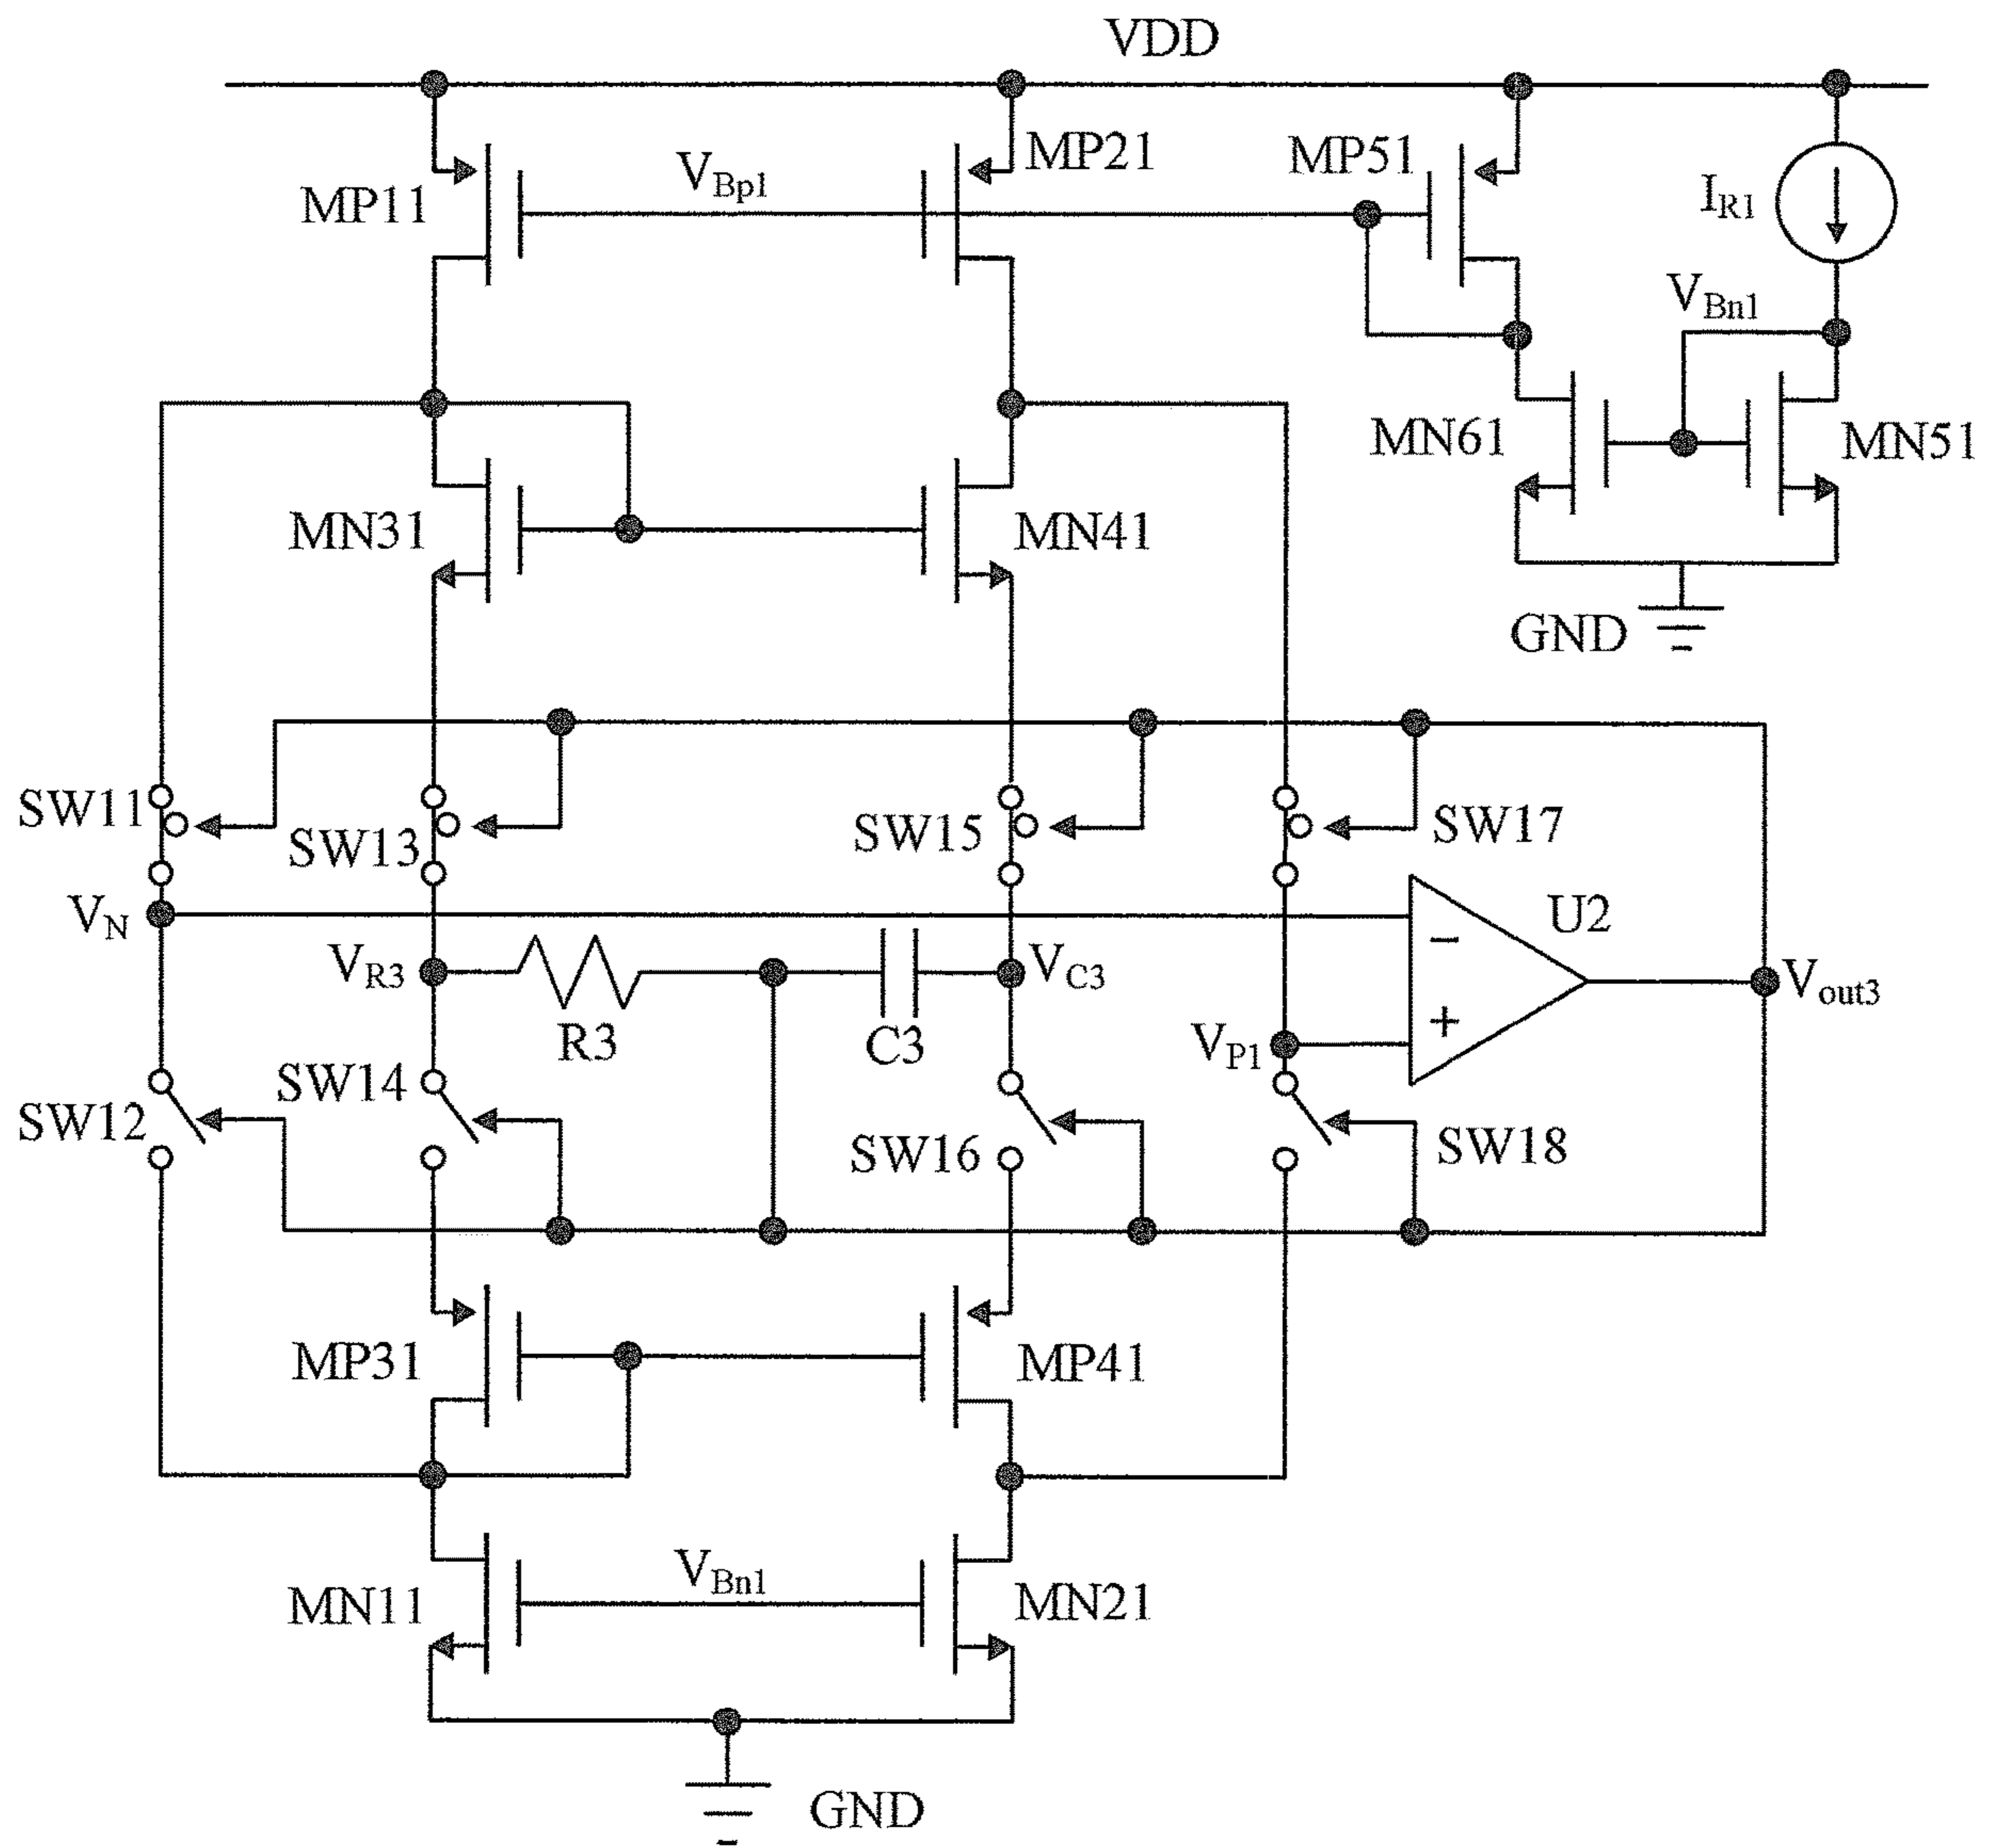 VDD
MP11
VBp1
MP21
MP51
IR1
VBn1
MN31
MN41
MN61
MN51
GND
SW11
SW13
SW15
SW17
VN
VR3
R3
C3
VC3
VP1
−
+
U2
Vout3
SW12
SW14
SW16
SW18
MP31
MP41
MN11
VBn1
MN21
GND